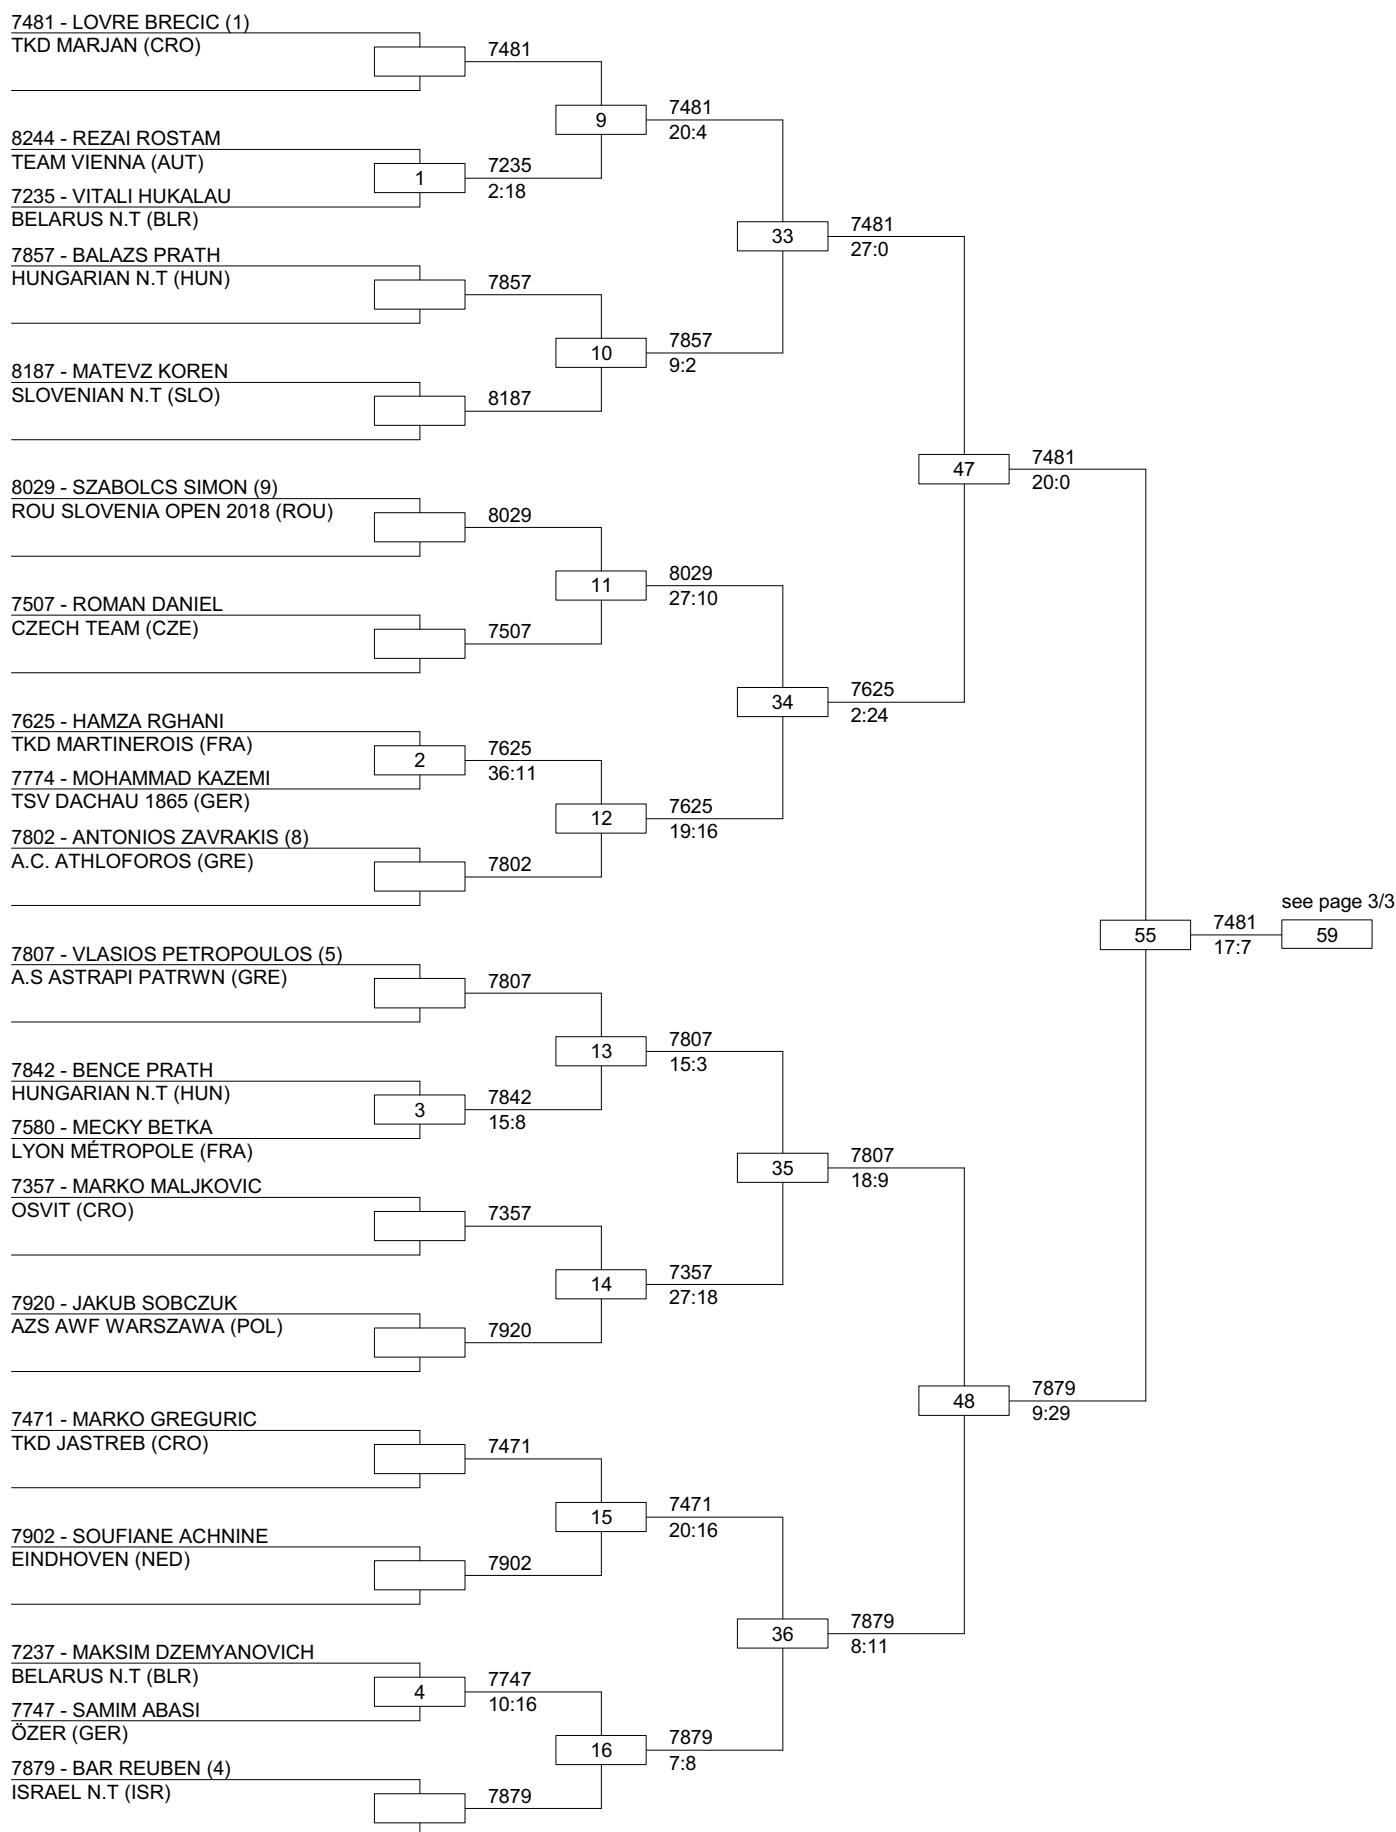 7481 - LOVRE BRECIC (1)
TKD MARJAN (CRO)
7481
9
7481
20:4
8244 - REZAI ROSTAM
TEAM VIENNA (AUT)
1
7235
2:18
7235 - VITALI HUKALAU
BELARUS N.T (BLR)
33
7481
27:0
7857 - BALAZS PRATH
HUNGARIAN N.T (HUN)
7857
10
7857
9:2
8187 - MATEVZ KOREN
SLOVENIAN N.T (SLO)
8187
47
7481
20:0
8029 - SZABOLCS SIMON (9)
ROU SLOVENIA OPEN 2018 (ROU)
8029
11
8029
27:10
7507 - ROMAN DANIEL
CZECH TEAM (CZE)
7507
34
7625
2:24
7625 - HAMZA RGHANI
TKD MARTINEROIS (FRA)
2
7625
36:11
7774 - MOHAMMAD KAZEMI
TSV DACHAU 1865 (GER)
12
7625
19:16
7802 - ANTONIOS ZAVRAKIS (8)
A.C. ATHLOFOROS (GRE)
7802
see page 3/3
55
7481
17:7
59
7807 - VLASIOS PETROPOULOS (5)
A.S ASTRAPI PATRWN (GRE)
7807
13
7807
15:3
7842 - BENCE PRATH
HUNGARIAN N.T (HUN)
3
7842
15:8
7580 - MECKY BETKA
LYON MÉTROPOLE (FRA)
35
7807
18:9
7357 - MARKO MALJKOVIC
OSVIT (CRO)
7357
14
7357
27:18
7920 - JAKUB SOBCZUK
AZS AWF WARSZAWA (POL)
7920
48
7879
9:29
7471 - MARKO GREGURIC
TKD JASTREB (CRO)
7471
15
7471
20:16
7902 - SOUFIANE ACHNINE
EINDHOVEN (NED)
7902
36
7879
8:11
7237 - MAKSIM DZEMYANOVICH
BELARUS N.T (BLR)
4
7747
10:16
7747 - SAMIM ABASI
ÖZER (GER)
16
7879
7:8
7879 - BAR REUBEN (4)
ISRAEL N.T (ISR)
7879